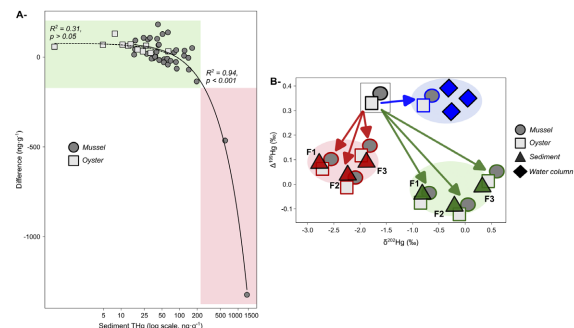 A-
R² = 0.31,
p > 0.05
R² = 0.94,
p < 0.001
Mussel
Oyster
0
-500
-1000
Difference (ng·g⁻¹)
5 10 25 50 100 200 500 1000 1500
Sediment THg (log scale, ng·g⁻¹)
B-
0.4
0.3
0.2
0.1
0.0
-0.1
Δ¹⁹⁹Hg (‰)
F1
F2
F3
F1
F2
F3
-3.0 -2.5 -2.0 -1.5 -1.0 -0.5 0.0 0.5
δ²⁰²Hg (‰)
Mussel
Oyster
Sediment
Water column